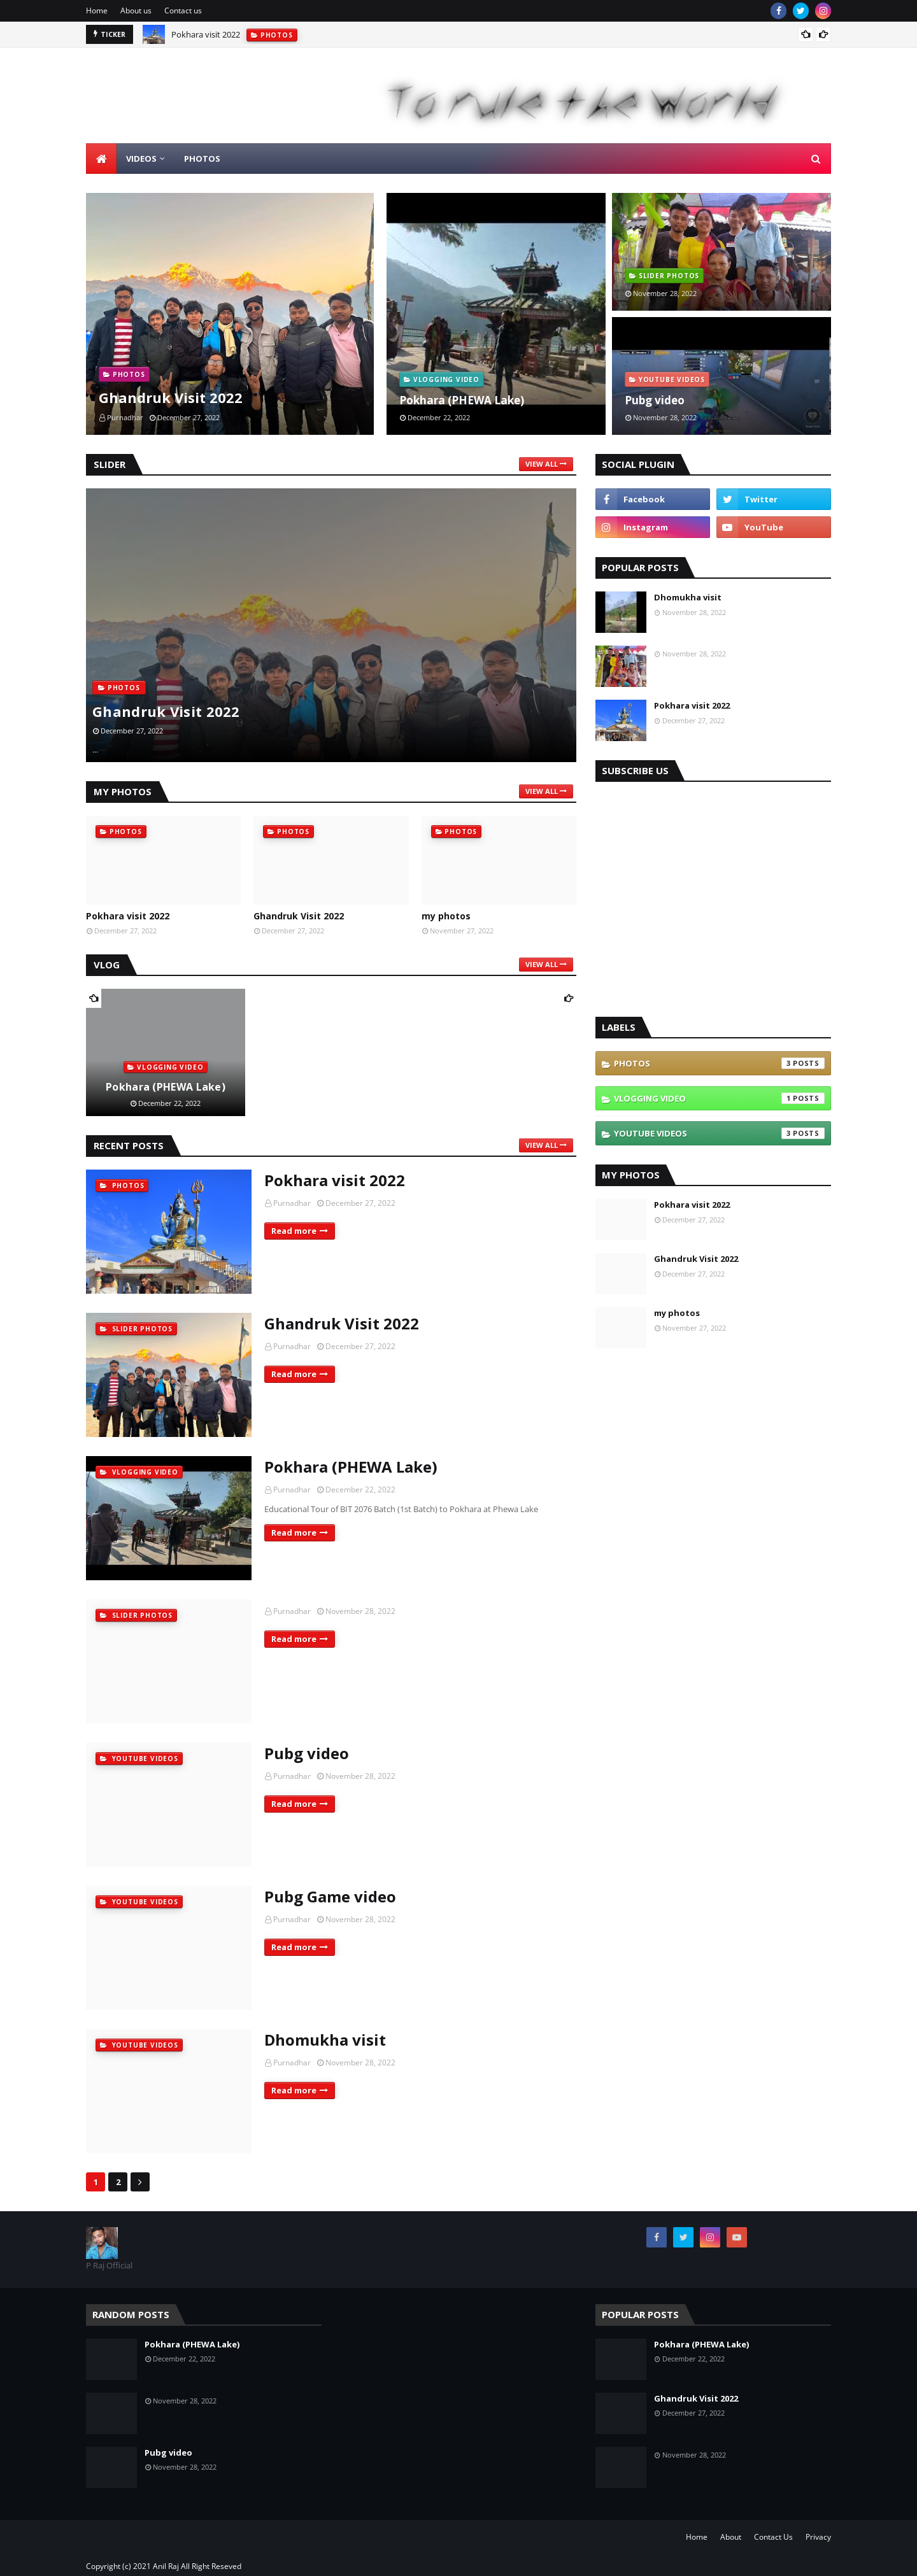 Home About us Contact us
TICKER Pokhara visit 2022 PHOTOS
To rule the World
VIDEOS PHOTOS
PHOTOS
Ghandruk Visit 2022
Purnadhar December 27, 2022
VLOGGING VIDEO
Pokhara (PHEWA Lake)
December 22, 2022
SLIDER PHOTOS
November 28, 2022
YOUTUBE VIDEOS
Pubg video
November 28, 2022
SLIDER VIEW ALL
PHOTOS
Ghandruk Visit 2022
December 27, 2022
...
MY PHOTOS VIEW ALL
PHOTOS
Pokhara visit 2022
December 27, 2022
PHOTOS
Ghandruk Visit 2022
December 27, 2022
PHOTOS
my photos
November 27, 2022
VLOG VIEW ALL
VLOGGING VIDEO
Pokhara (PHEWA Lake)
December 22, 2022
RECENT POSTS VIEW ALL
PHOTOS
Pokhara visit 2022
Purnadhar December 27, 2022
Read more
SLIDER PHOTOS
Ghandruk Visit 2022
Purnadhar December 27, 2022
Read more
VLOGGING VIDEO
Pokhara (PHEWA Lake)
Purnadhar December 22, 2022
Educational Tour of BIT 2076 Batch (1st Batch) to Pokhara at Phewa Lake
Read more
SLIDER PHOTOS
Purnadhar November 28, 2022
Read more
YOUTUBE VIDEOS
Pubg video
Purnadhar November 28, 2022
Read more
YOUTUBE VIDEOS
Pubg Game video
Purnadhar November 28, 2022
Read more
YOUTUBE VIDEOS
Dhomukha visit
Purnadhar November 28, 2022
Read more
1 2
SOCIAL PLUGIN
Facebook Twitter
Instagram YouTube
POPULAR POSTS
Dhomukha visit
November 28, 2022
November 28, 2022
Pokhara visit 2022
December 27, 2022
SUBSCRIBE US
LABELS
PHOTOS 3 POSTS
VLOGGING VIDEO 1 POSTS
YOUTUBE VIDEOS 3 POSTS
MY PHOTOS
Pokhara visit 2022
December 27, 2022
Ghandruk Visit 2022
December 27, 2022
my photos
November 27, 2022
P Raj Official
RANDOM POSTS
Pokhara (PHEWA Lake)
December 22, 2022
November 28, 2022
Pubg video
November 28, 2022
POPULAR POSTS
Pokhara (PHEWA Lake)
December 22, 2022
Ghandruk Visit 2022
December 27, 2022
November 28, 2022
Home About Contact Us Privacy
Copyright (c) 2021 Anil Raj All Right Reseved